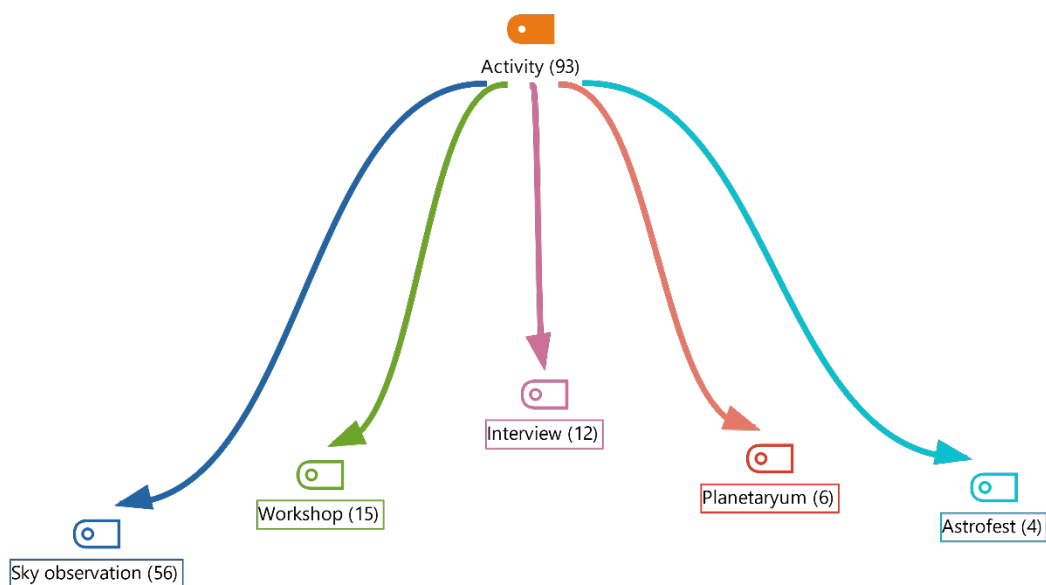 Activity (93)
Interview (12)
Planetaryum (6)
Workshop (15)
Astrofest (4)
Sky observation (56)